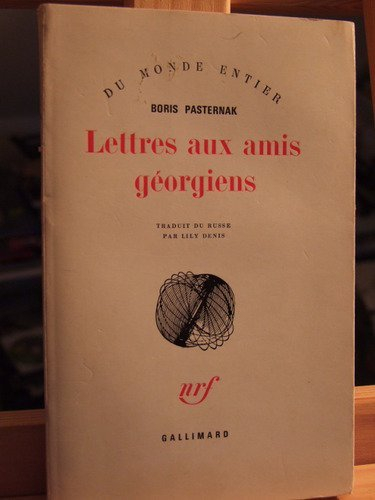 DU MONDE ENTIER
BORIS PASTERNAK
Lettres aux amis
géorgiens
TRADUIT DU RUSSE
PAR LILY DENIS
nrf
GALLIMARD